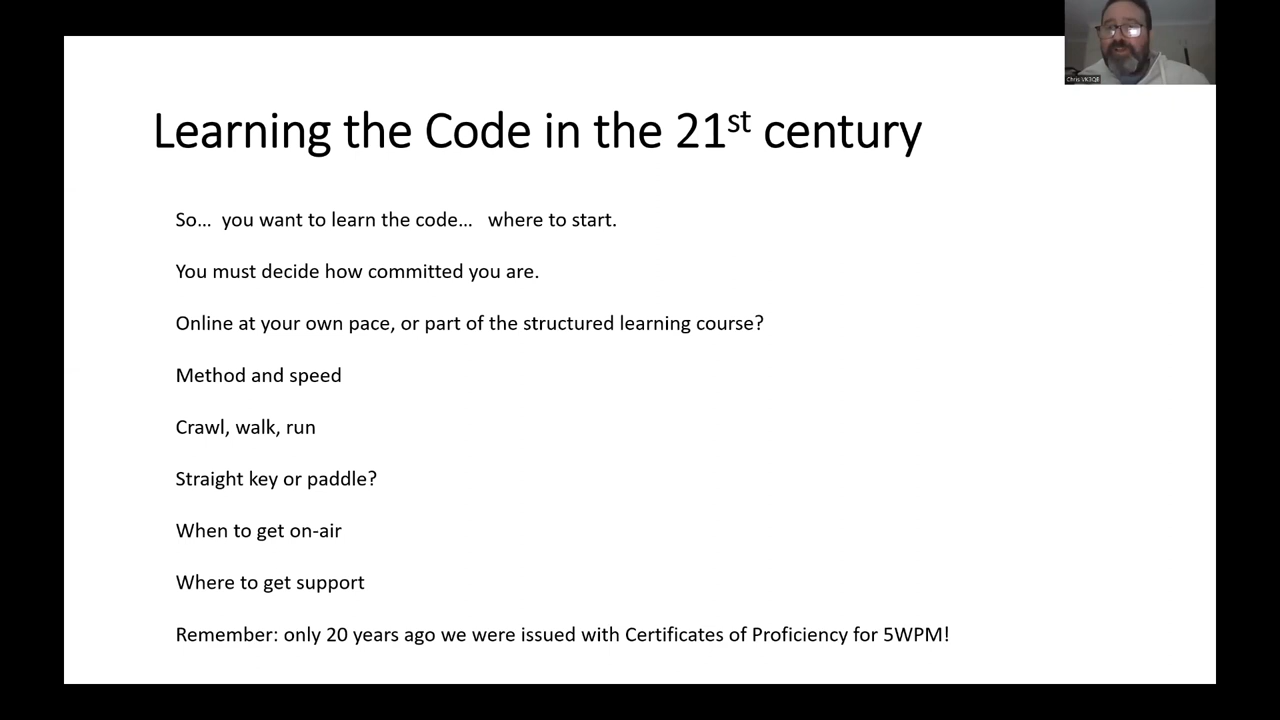 Chris VK3QB
Learning the Code in the 21st century
So... you want to learn the code... where to start.
You must decide how committed you are.
Online at your own pace, or part of the structured learning course?
Method and speed
Crawl, walk, run
Straight key or paddle?
When to get on-air
Where to get support
Remember: only 20 years ago we were issued with Certificates of Proficiency for 5WPM!